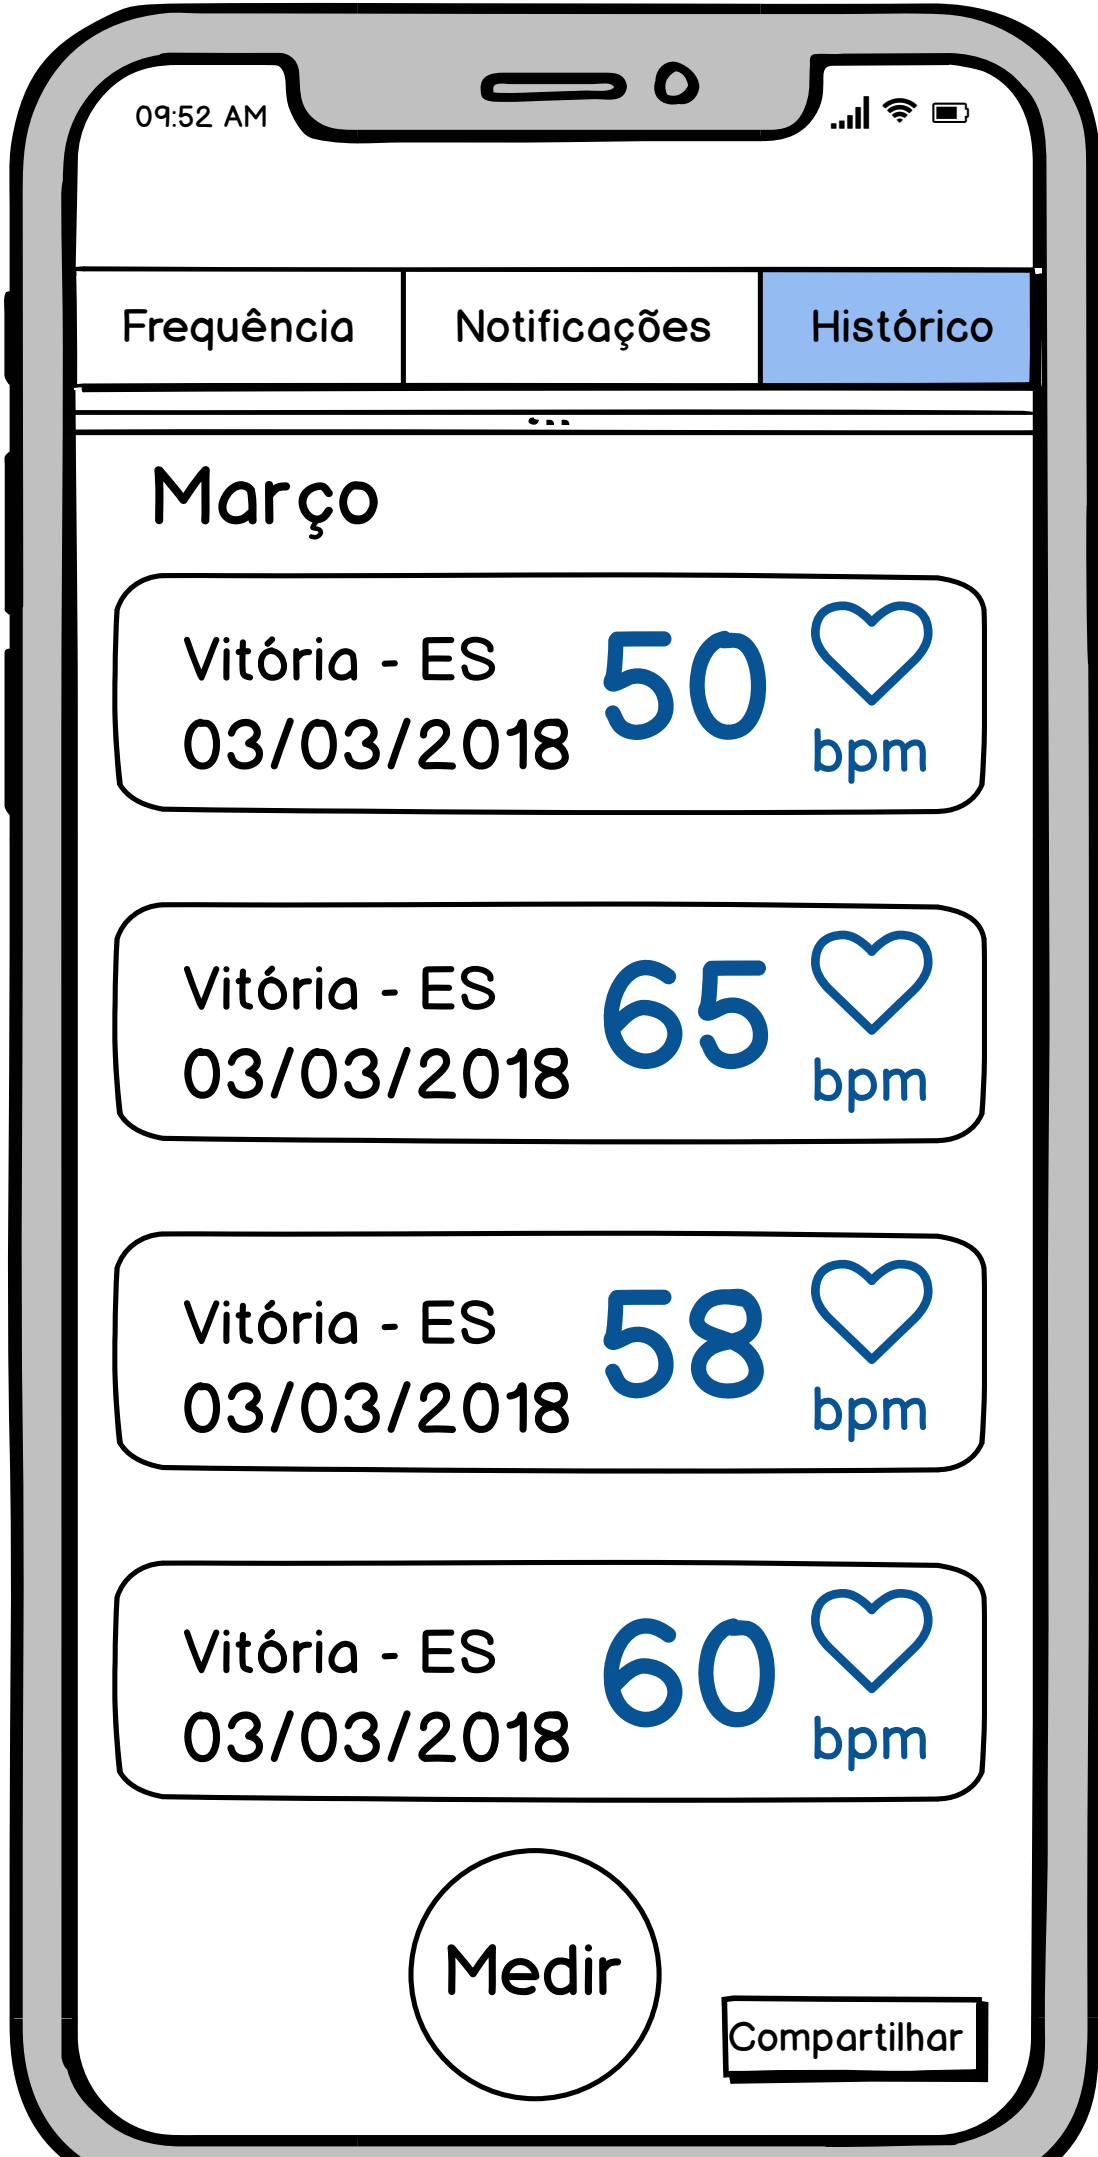 09:52 AM
Frequência Notificações Histórico
Março
Vitória - ES
03/03/2018
50
bpm
Vitória - ES
03/03/2018
65
bpm
Vitória - ES
03/03/2018
58
bpm
Vitória - ES
03/03/2018
60
bpm
Medir
Compartilhar